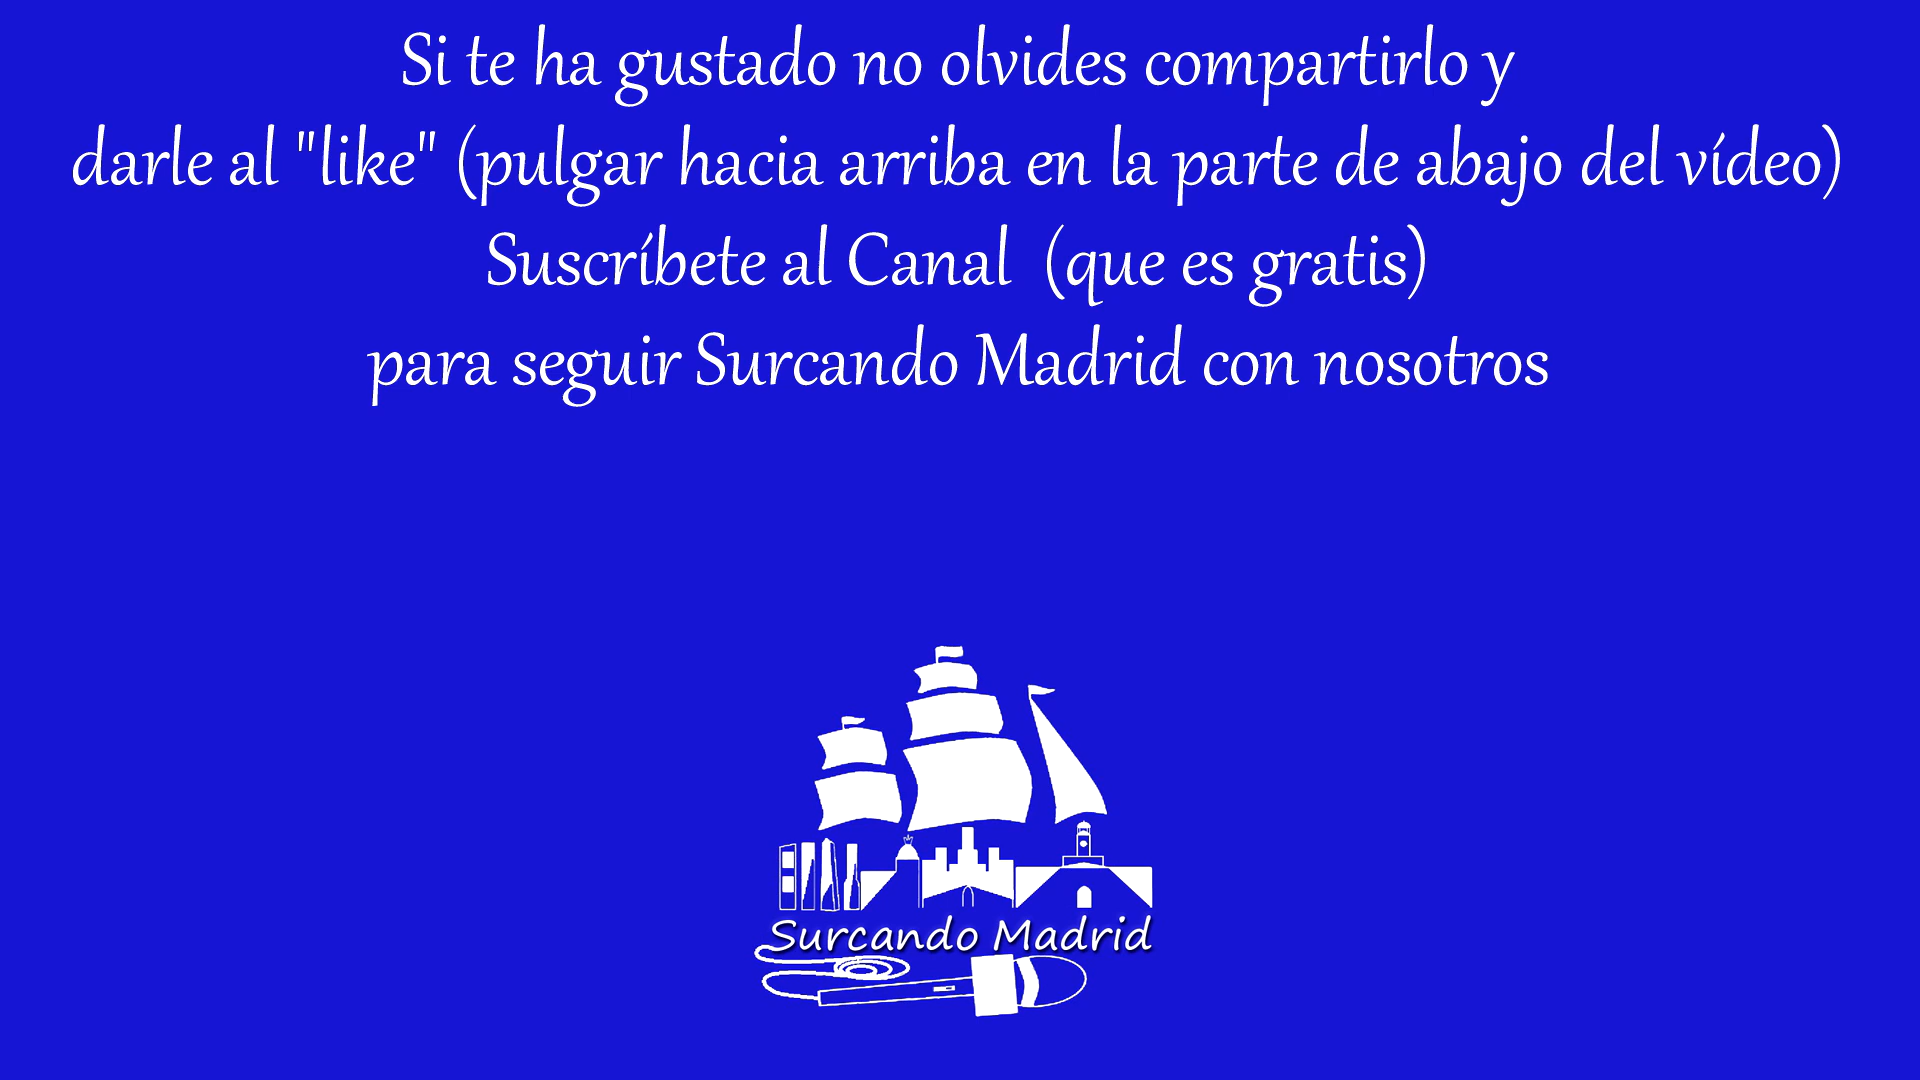 Si te ha gustado no olvides compartirlo y
darle al "like" (pulgar hacia arriba en la parte de abajo del vídeo)
Suscríbete al Canal (que es gratis)
para seguir Surcando Madrid con nosotros
Surcando Madrid